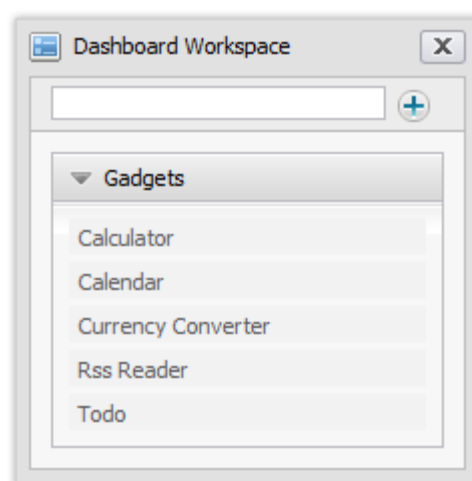 Dashboard Workspace
Gadgets
Calculator
Calendar
Currency Converter
Rss Reader
Todo